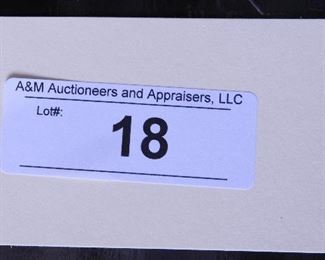 A&M Auctioneers and Appraisers, LLC
Lot#:
18